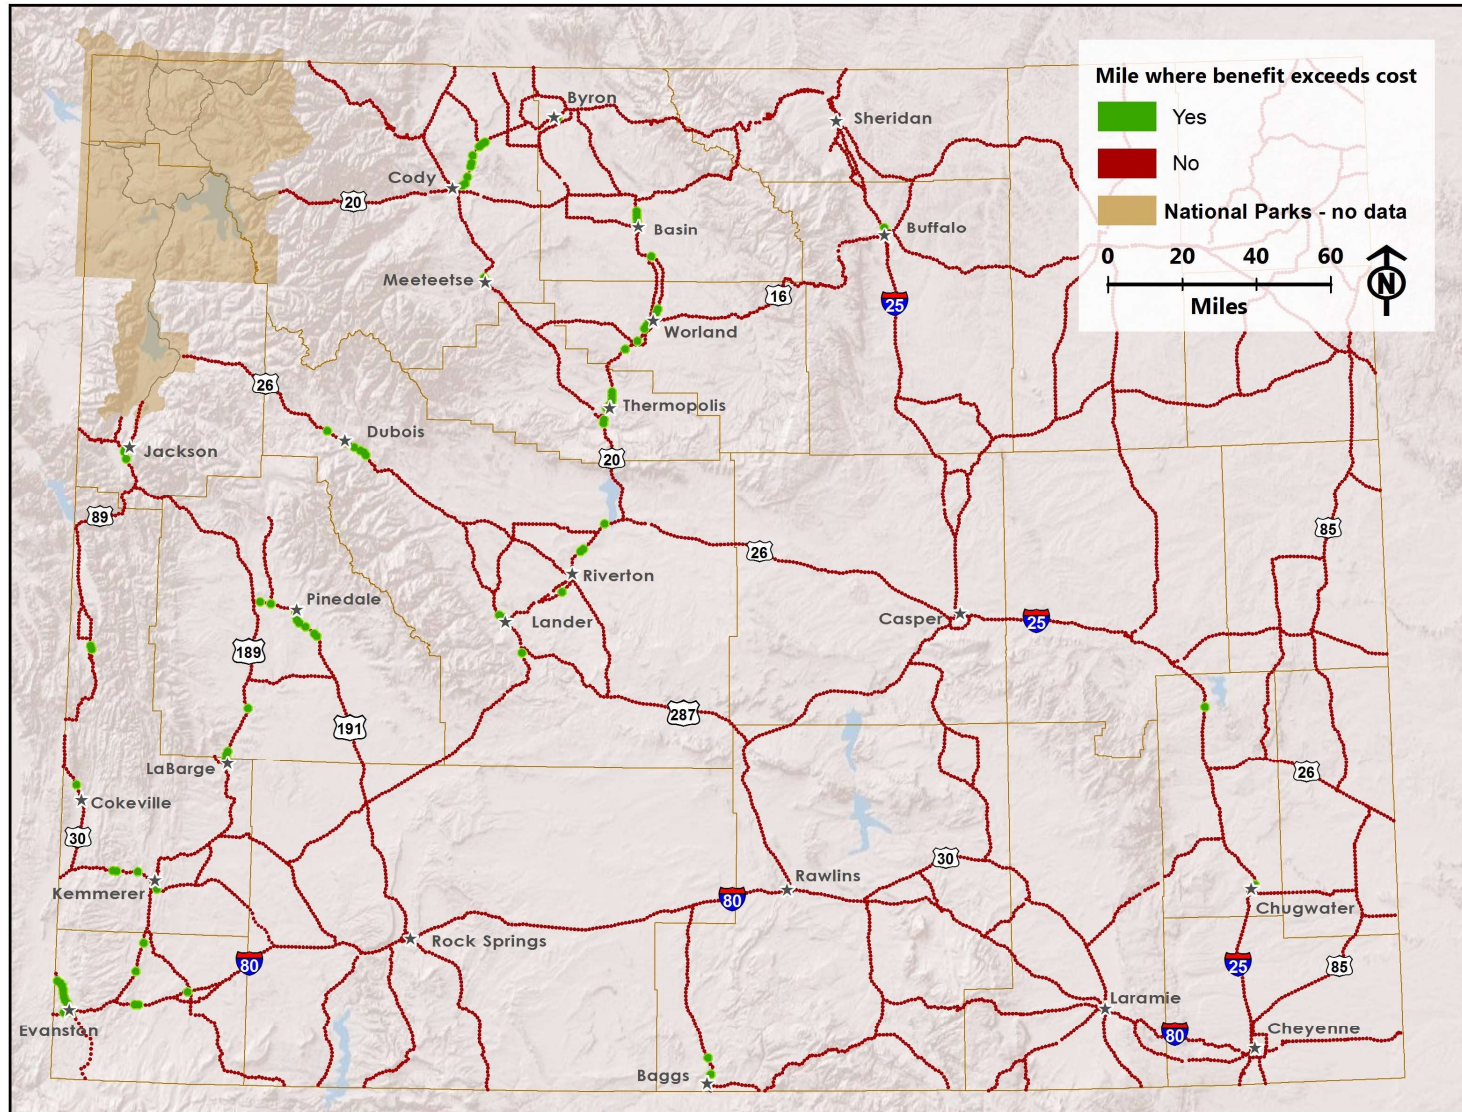 Mile where benefit exceeds cost
Yes
No
National Parks - no data
0 20 40 60
Miles
N
Byron
Sheridan
Cody
20
Basin
Buffalo
Meeteetse
16
25
Worland
26
Thermopolis
Dubois
Jackson
20
89
85
26
Riverton
Pinedale
Lander
Casper
25
189
287
191
LaBarge
26
Cokeville
30
30
Rawlins
Kemmerer
80
Chugwater
Rock Springs
80
25
85
Laramie
Evanston
80
Cheyenne
Baggs